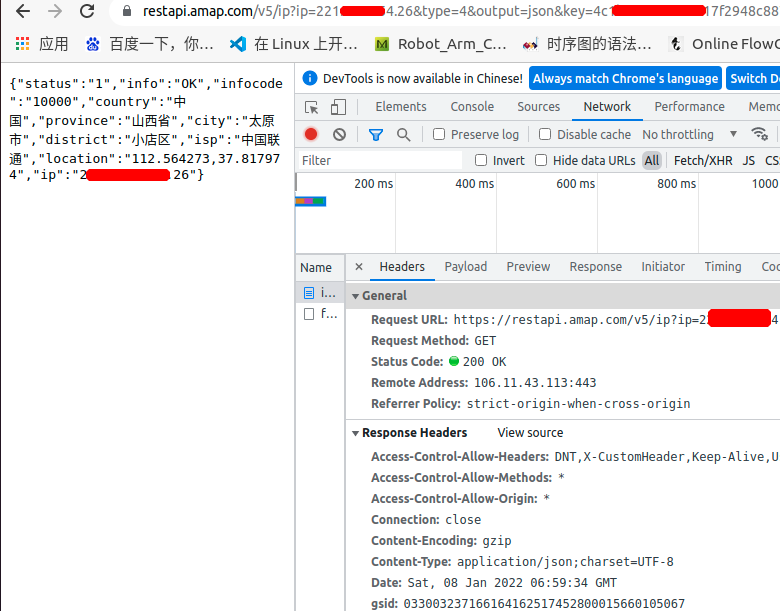 restapi.amap.com/v5/ip?ip=221 4.26&type=4&output=json&key=4c1 17f2948c88
应用 百度一下，你… 在 Linux 上开… Robot_Arm_C… 时序图的语法… Online FlowC
{"status":"1","info":"OK","infocode
":"10000","country":"中
国","province":"山西省","city":"太原
市","district":"小店区","isp":"中国联
通","location":"112.564273,37.81797
4","ip":"2 .26"}
DevTools is now available in Chinese! Always match Chrome's language Switch De
Elements Console Sources Network Performance Memo
Preserve log Disable cache No throttling
Filter Invert Hide data URLs All Fetch/XHR JS CSS
200 ms 400 ms 600 ms 800 ms 1000
Name × Headers Payload Preview Response Initiator Timing Coo
i…
f…
General
Request URL: https://restapi.amap.com/v5/ip?ip=22 4
Request Method: GET
Status Code: 200 OK
Remote Address: 106.11.43.113:443
Referrer Policy: strict-origin-when-cross-origin
Response Headers View source
Access-Control-Allow-Headers: DNT,X-CustomHeader,Keep-Alive,U
Access-Control-Allow-Methods: *
Access-Control-Allow-Origin: *
Connection: close
Content-Encoding: gzip
Content-Type: application/json;charset=UTF-8
Date: Sat, 08 Jan 2022 06:59:34 GMT
gsid: 033003237166164162517452800015660105067